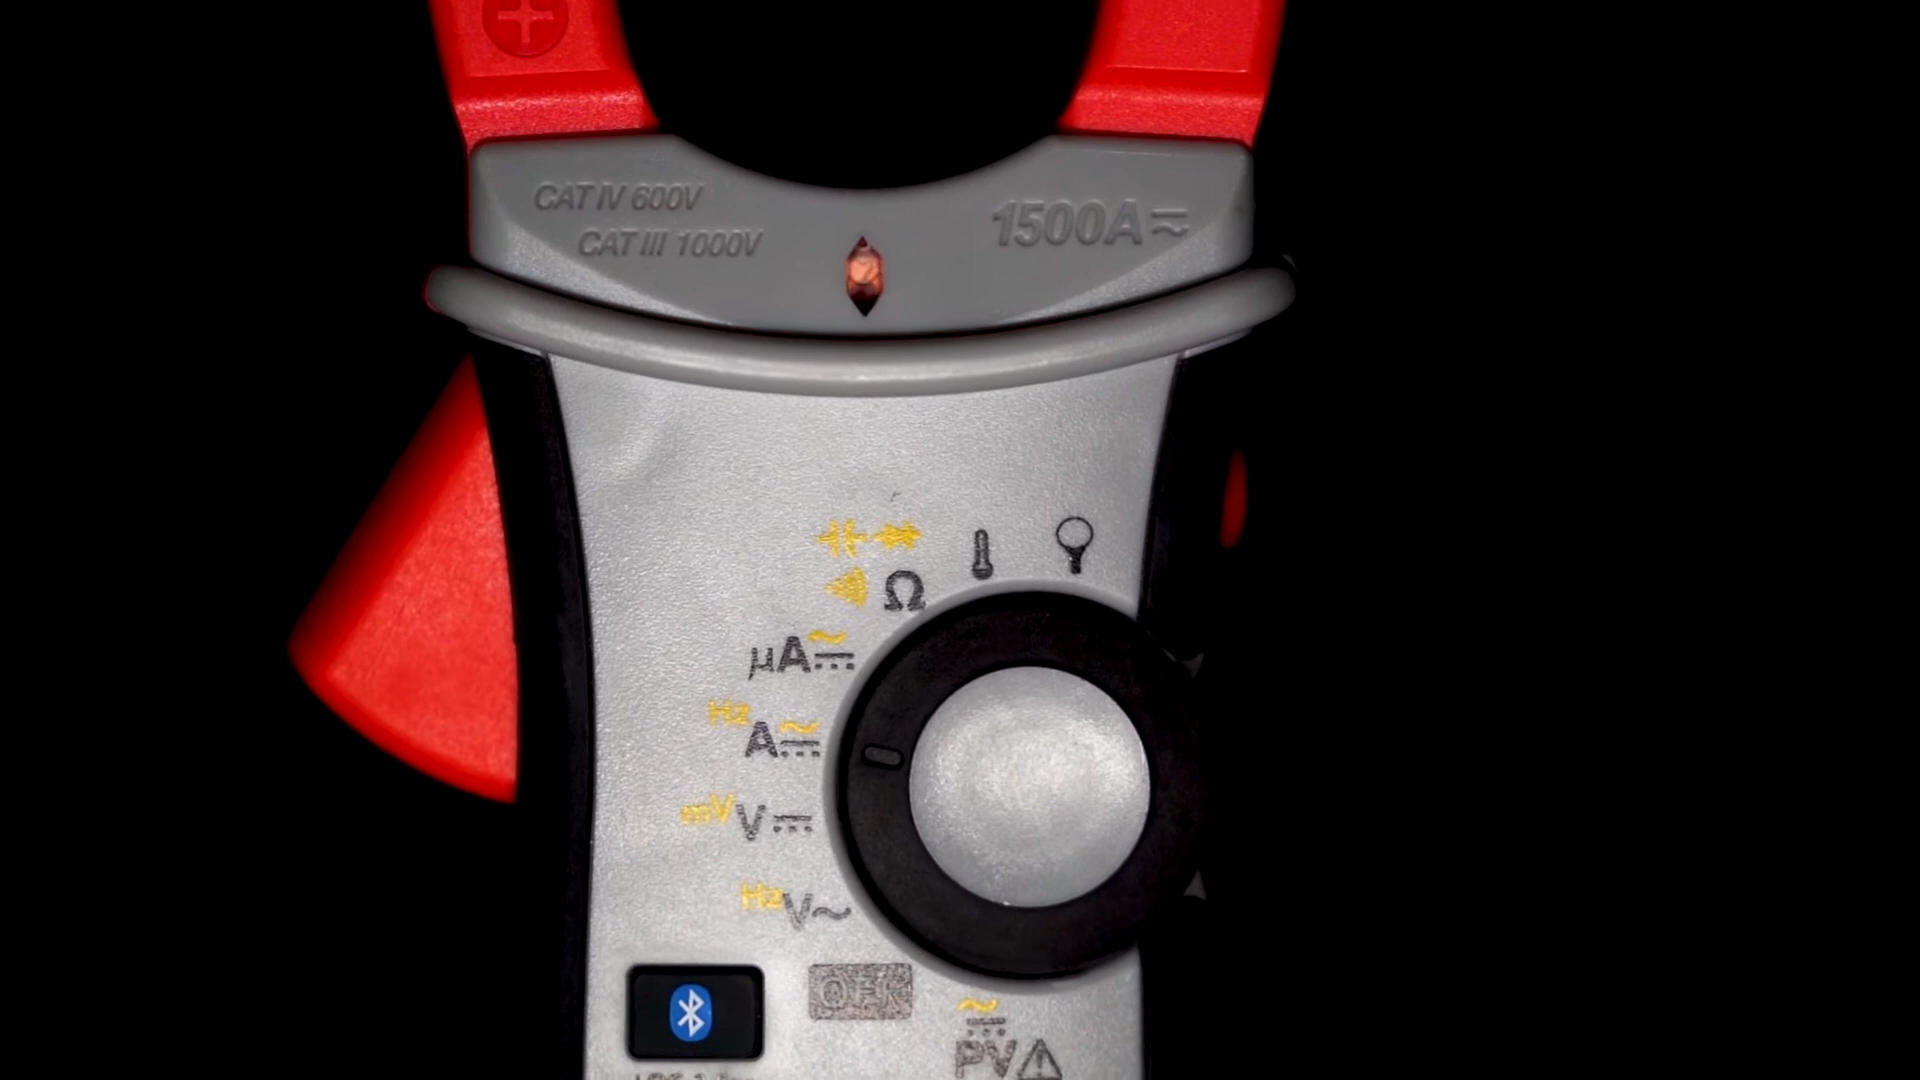 CAT IV 600V
CAT III 1000V
1500A
Ω
µA
Hz
A
mV V
Hz V~
OFF
PV